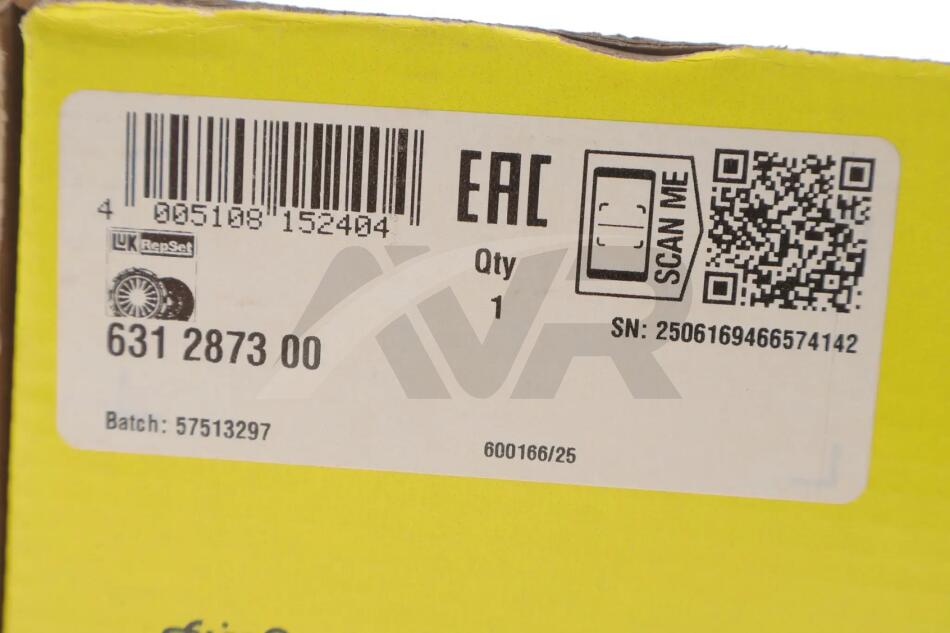 4 005108 152404
EAC
SCAN ME
LUK RepSet
Qty
1
631 2873 00
SN: 2506169466574142
Batch: 57513297
600166/25
AVR